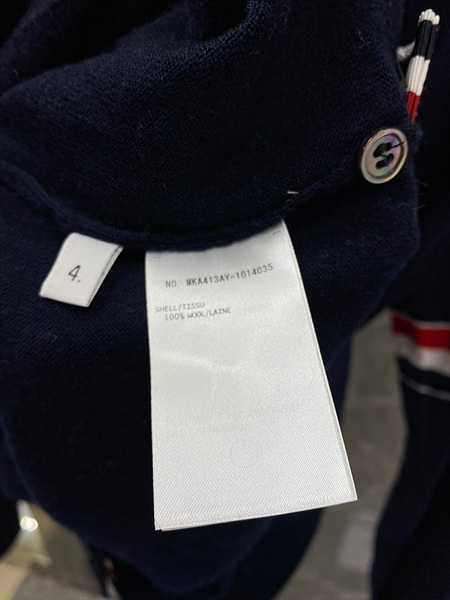 4.
NO. MKA413AY-1014035
SHELL/TISSU
100% WOOL/LAINE